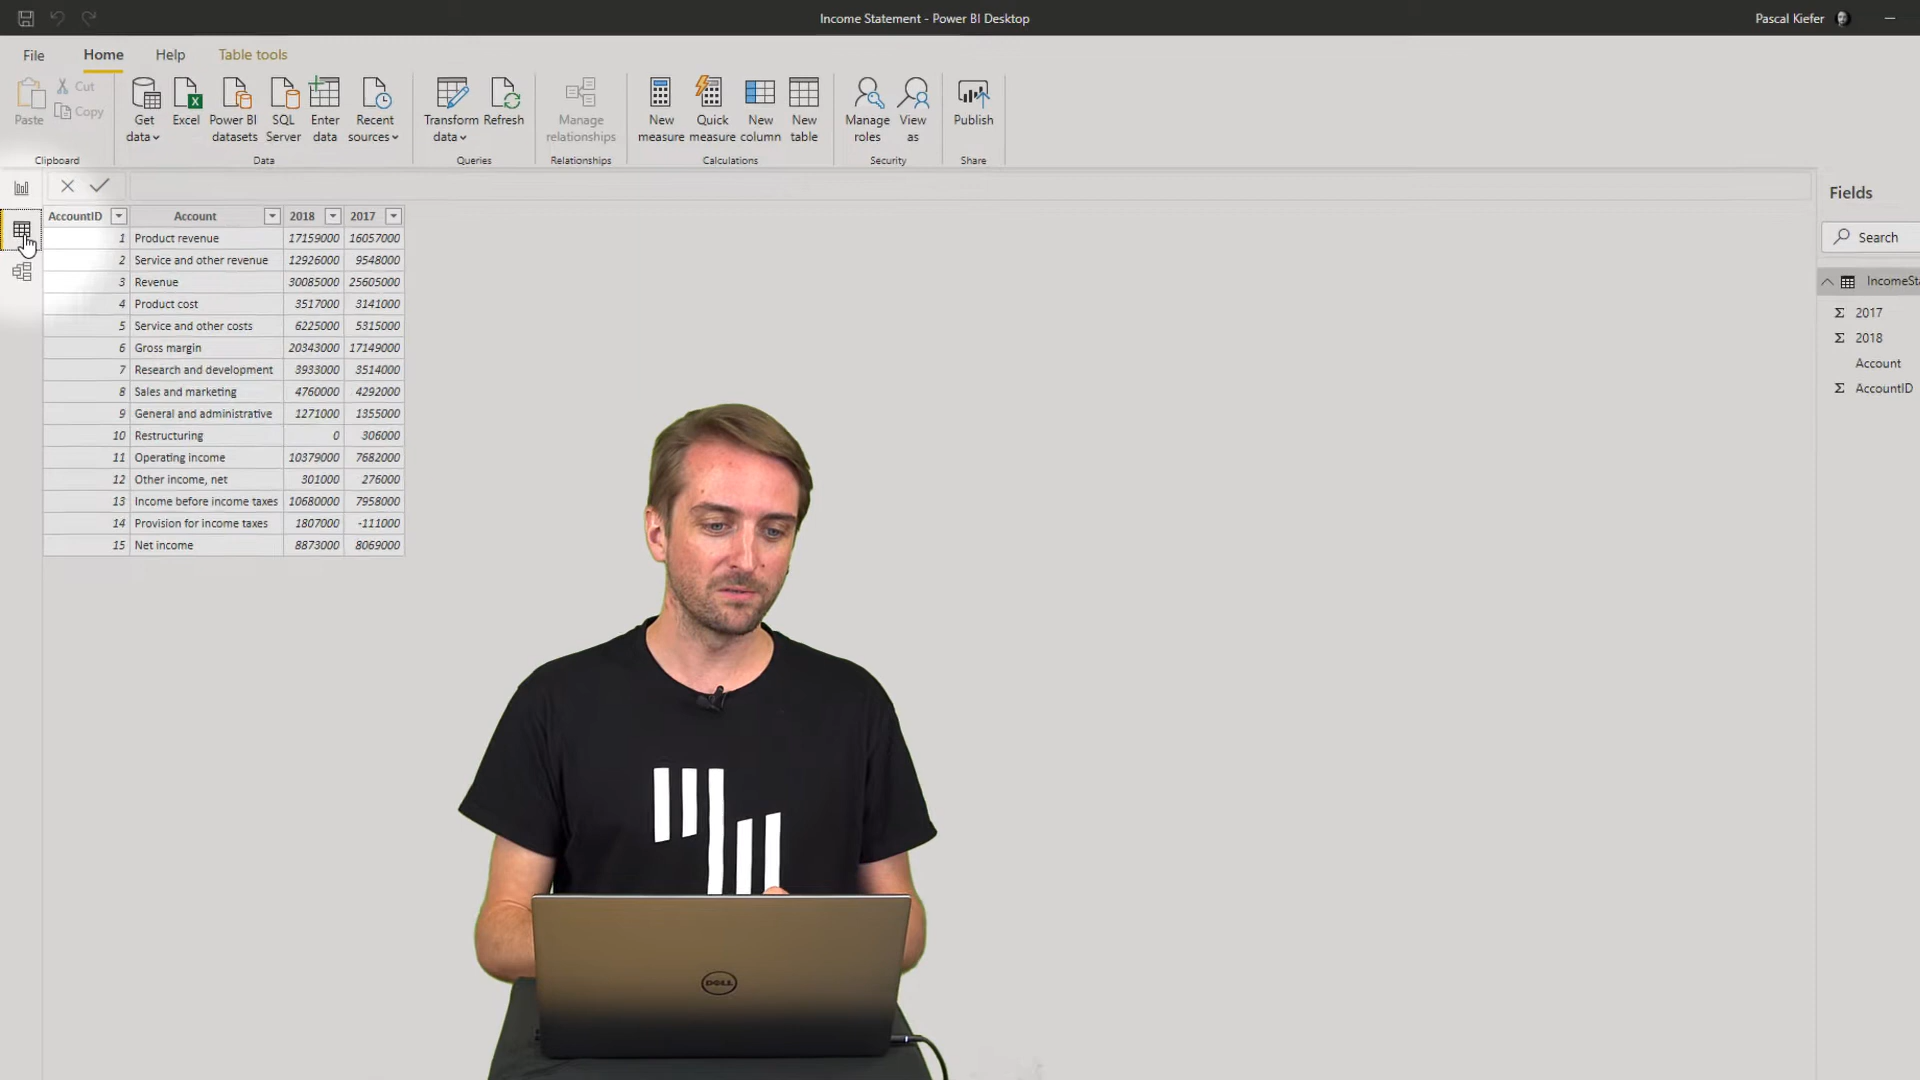 Income Statement - Power BI Desktop
Pascal Kiefer
File
Home
Help
Table tools
Paste
Cut
Copy
Get data
Excel
Power BI datasets
SQL Server
Enter data
Recent sources
Transform data
Refresh
Manage relationships
New measure
Quick measure
New column
New table
Manage roles
View as
Publish
Clipboard
Data
Queries
Relationships
Calculations
Security
Share
Fields
Search
AccountID Account 2018 2017
1 Product revenue 17159000 16057000
2 Service and other revenue 12926000 9548000
3 Revenue 30085000 25605000
4 Product cost 3517000 3141000
5 Service and other costs 6225000 5315000
6 Gross margin 20343000 17149000
7 Research and development 3933000 3514000
8 Sales and marketing 4760000 4292000
9 General and administrative 1271000 1355000
10 Restructuring 0 306000
11 Operating income 10379000 7682000
12 Other income, net 301000 276000
13 Income before income taxes 10680000 7958000
14 Provision for income taxes 1807000 -111000
15 Net income 8873000 8069000
IncomeSta
2017
2018
Account
AccountID
DELL